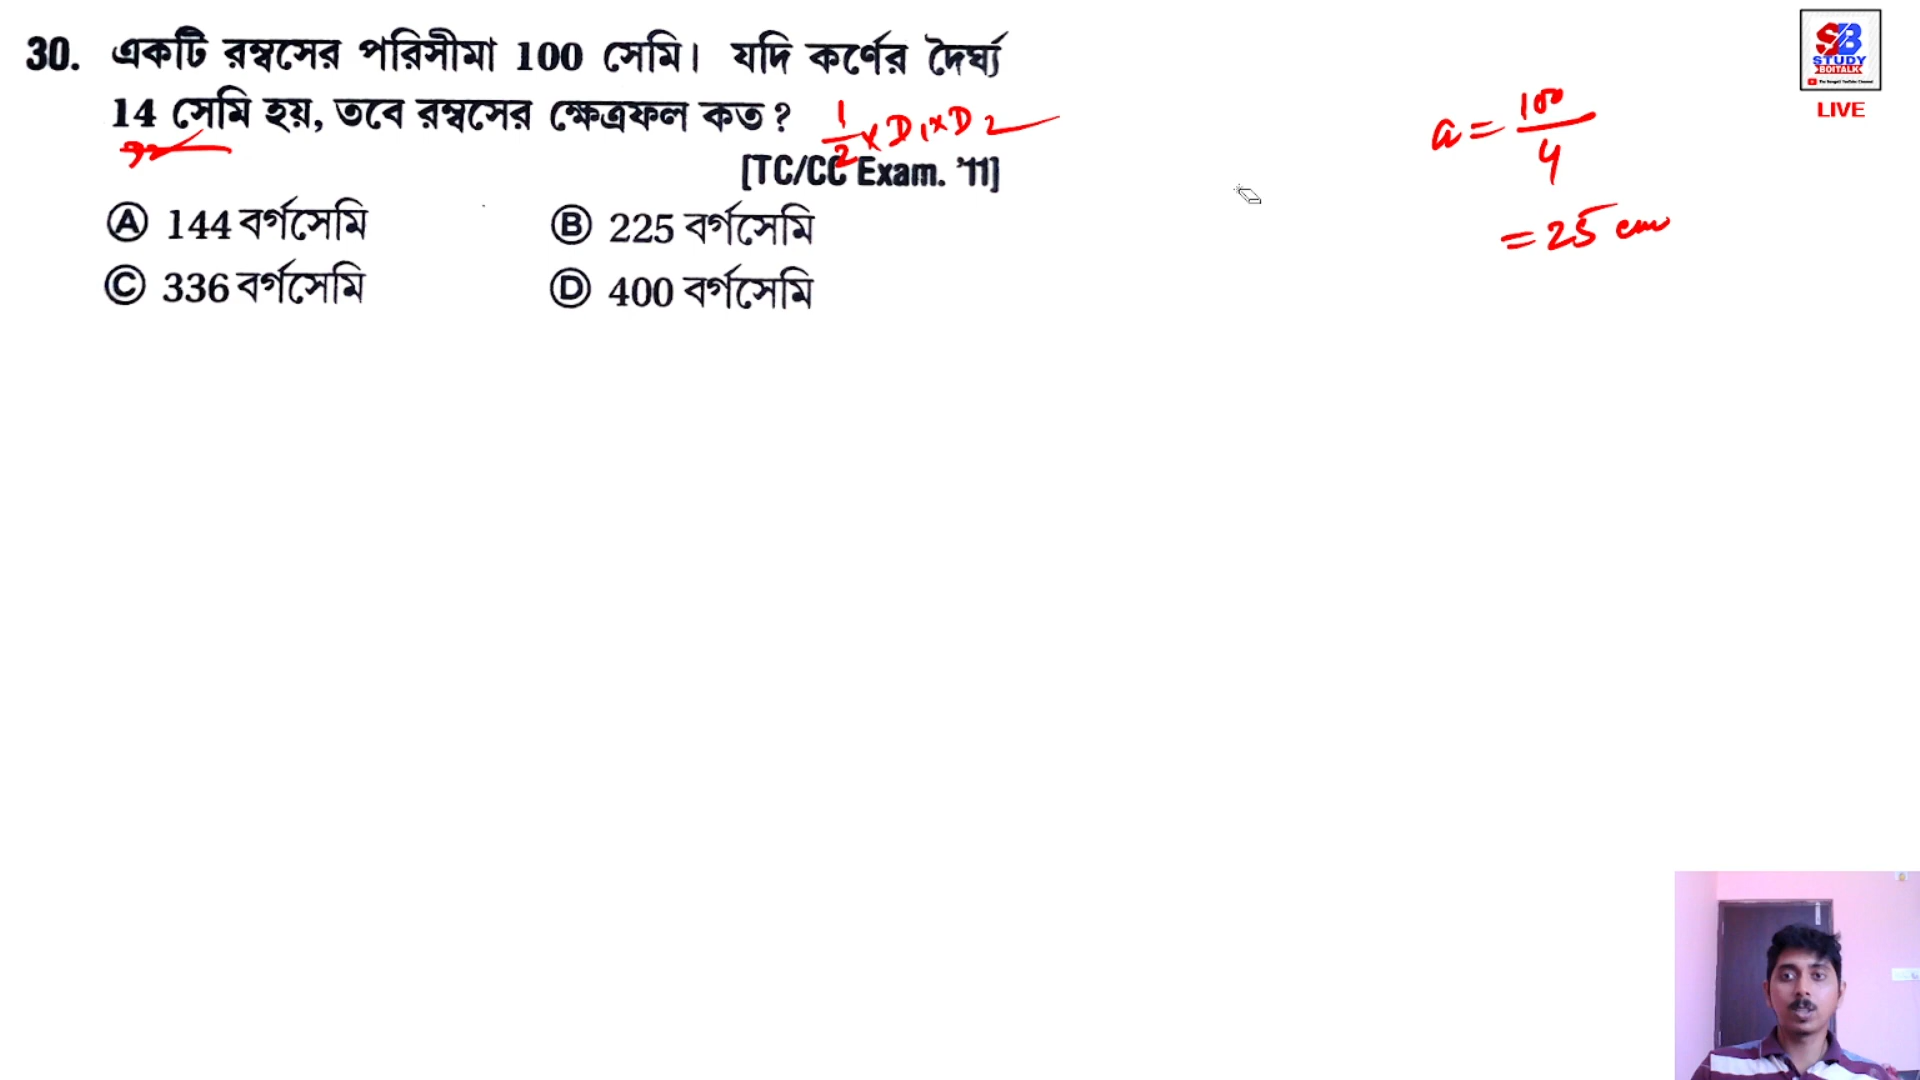 30. একটি রম্বসের পরিসীমা 100 সেমি। যদি কর্ণের দৈর্ঘ্য
14 সেমি হয়, তবে রম্বসের ক্ষেত্রফল কত?
1/2 × D1 × D2
[TC/CC Exam. '11]
Ⓐ 144 বর্গসেমি Ⓑ 225 বর্গসেমি
Ⓒ 336 বর্গসেমি Ⓓ 400 বর্গসেমি
a = 100/4
= 25 cm
SB
STUDY
BOITALK
LIVE